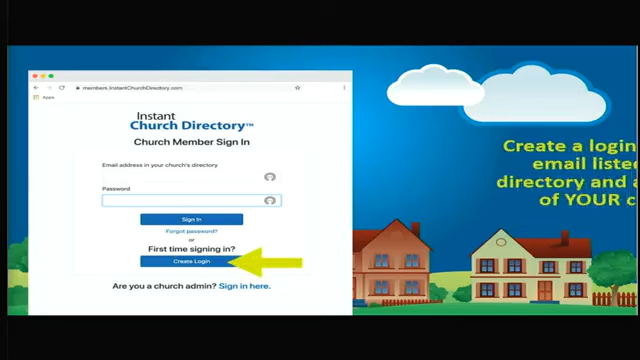 members.InstantChurchDirectory.com
Apps
Instant
Church Directory™
Church Member Sign In
Email address in your church's directory
Password
Sign In
Forgot password?
or
First time signing in?
Create Login
Are you a church admin? Sign in here.
Create a login
email liste
directory and a
of YOUR c